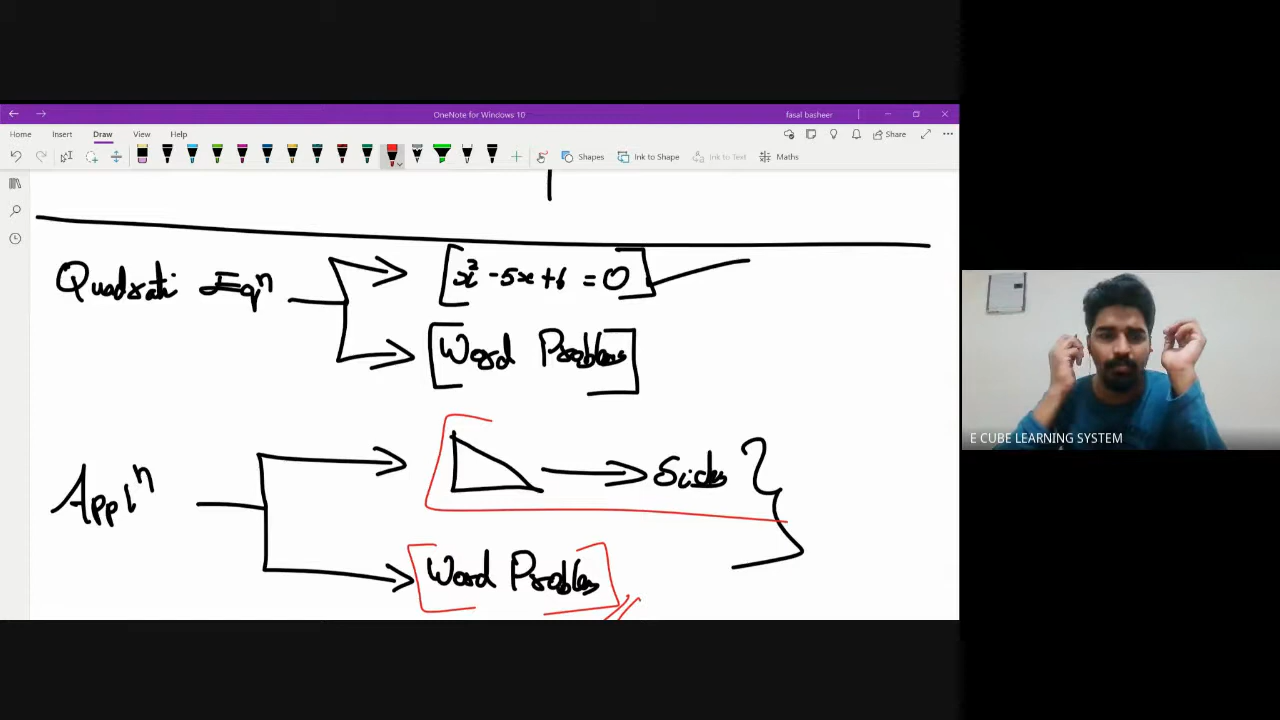 OneNote for Windows 10
fasal basheer
Home Insert Draw View Help
Share
Shapes Ink to Shape Ink to Text Maths
Quadrati Eqⁿ
x² -5x+6 = 0
Word Problems
Applⁿ
Sides
Word Problems
E CUBE LEARNING SYSTEM